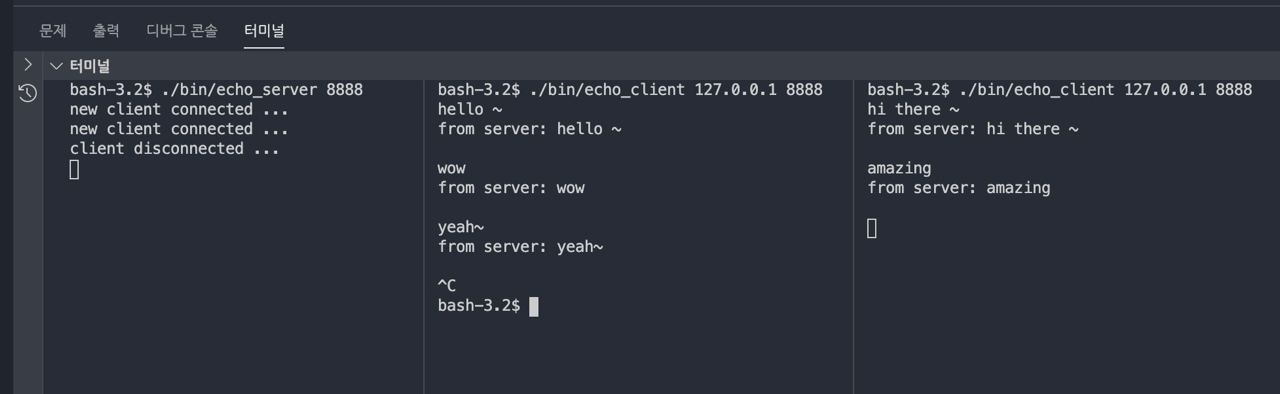 문제 출력 디버그 콘솔 터미널
터미널
bash-3.2$ ./bin/echo_server 8888
new client connected ...
new client connected ...
client disconnected ...
bash-3.2$ ./bin/echo_client 127.0.0.1 8888
hello ~
from server: hello ~
wow
from server: wow
yeah~
from server: yeah~
^C
bash-3.2$
bash-3.2$ ./bin/echo_client 127.0.0.1 8888
hi there ~
from server: hi there ~
amazing
from server: amazing